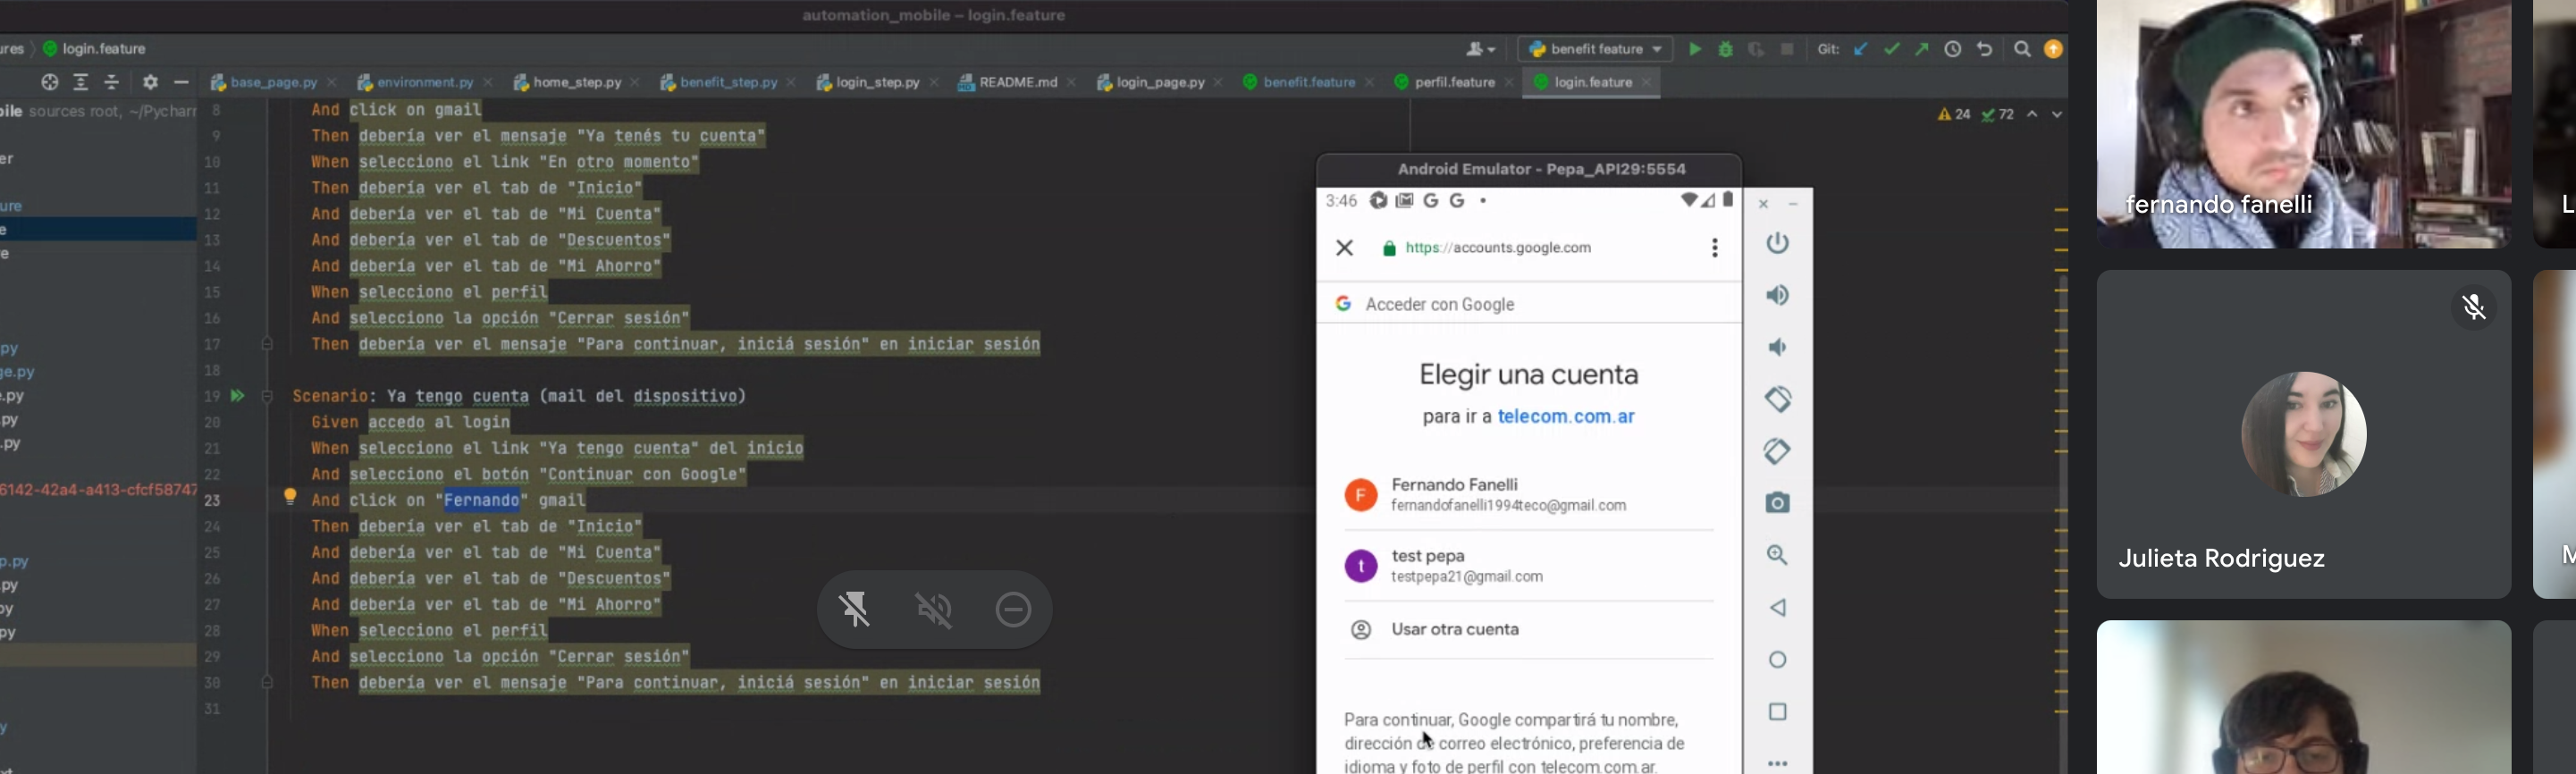 automation_mobile – login.feature
ures
login.feature
benefit feature
Git:
base_page.py
environment.py
home_step.py
benefit_step.py
login_step.py
README.md
login_page.py
benefit.feature
perfil.feature
login.feature
bile sources root, ~/Pycharr
er
ure
e
re
py
ge.py
e.py
.py
.py
6142-42a4-a413-cfcf58747
p.py
py
oy
py
y
24
72
8 And click on gmail
9 Then debería ver el mensaje "Ya tenés tu cuenta"
10 When selecciono el link "En otro momento"
11 Then debería ver el tab de "Inicio"
12 And debería ver el tab de "Mi Cuenta"
13 And debería ver el tab de "Descuentos"
14 And debería ver el tab de "Mi Ahorro"
15 When selecciono el perfil
16 And selecciono la opción "Cerrar sesión"
17 Then debería ver el mensaje "Para continuar, iniciá sesión" en iniciar sesión
18
19 Scenario: Ya tengo cuenta (mail del dispositivo)
20 Given accedo al login
21 When selecciono el link "Ya tengo cuenta" del inicio
22 And selecciono el botón "Continuar con Google"
23 And click on "Fernando" gmail
24 Then debería ver el tab de "Inicio"
25 And debería ver el tab de "Mi Cuenta"
26 And debería ver el tab de "Descuentos"
27 And debería ver el tab de "Mi Ahorro"
28 When selecciono el perfil
29 And selecciono la opción "Cerrar sesión"
30 Then debería ver el mensaje "Para continuar, iniciá sesión" en iniciar sesión
31
Android Emulator - Pepa_API29:5554
3:46
https://accounts.google.com
Acceder con Google
Elegir una cuenta
para ir a telecom.com.ar
F
Fernando Fanelli
fernandofanelli1994teco@gmail.com
t
test pepa
testpepa21@gmail.com
Usar otra cuenta
Para continuar, Google compartirá tu nombre,
dirección de correo electrónico, preferencia de
idioma y foto de perfil con telecom.com.ar.
fernando fanelli
L
Julieta Rodriguez
M